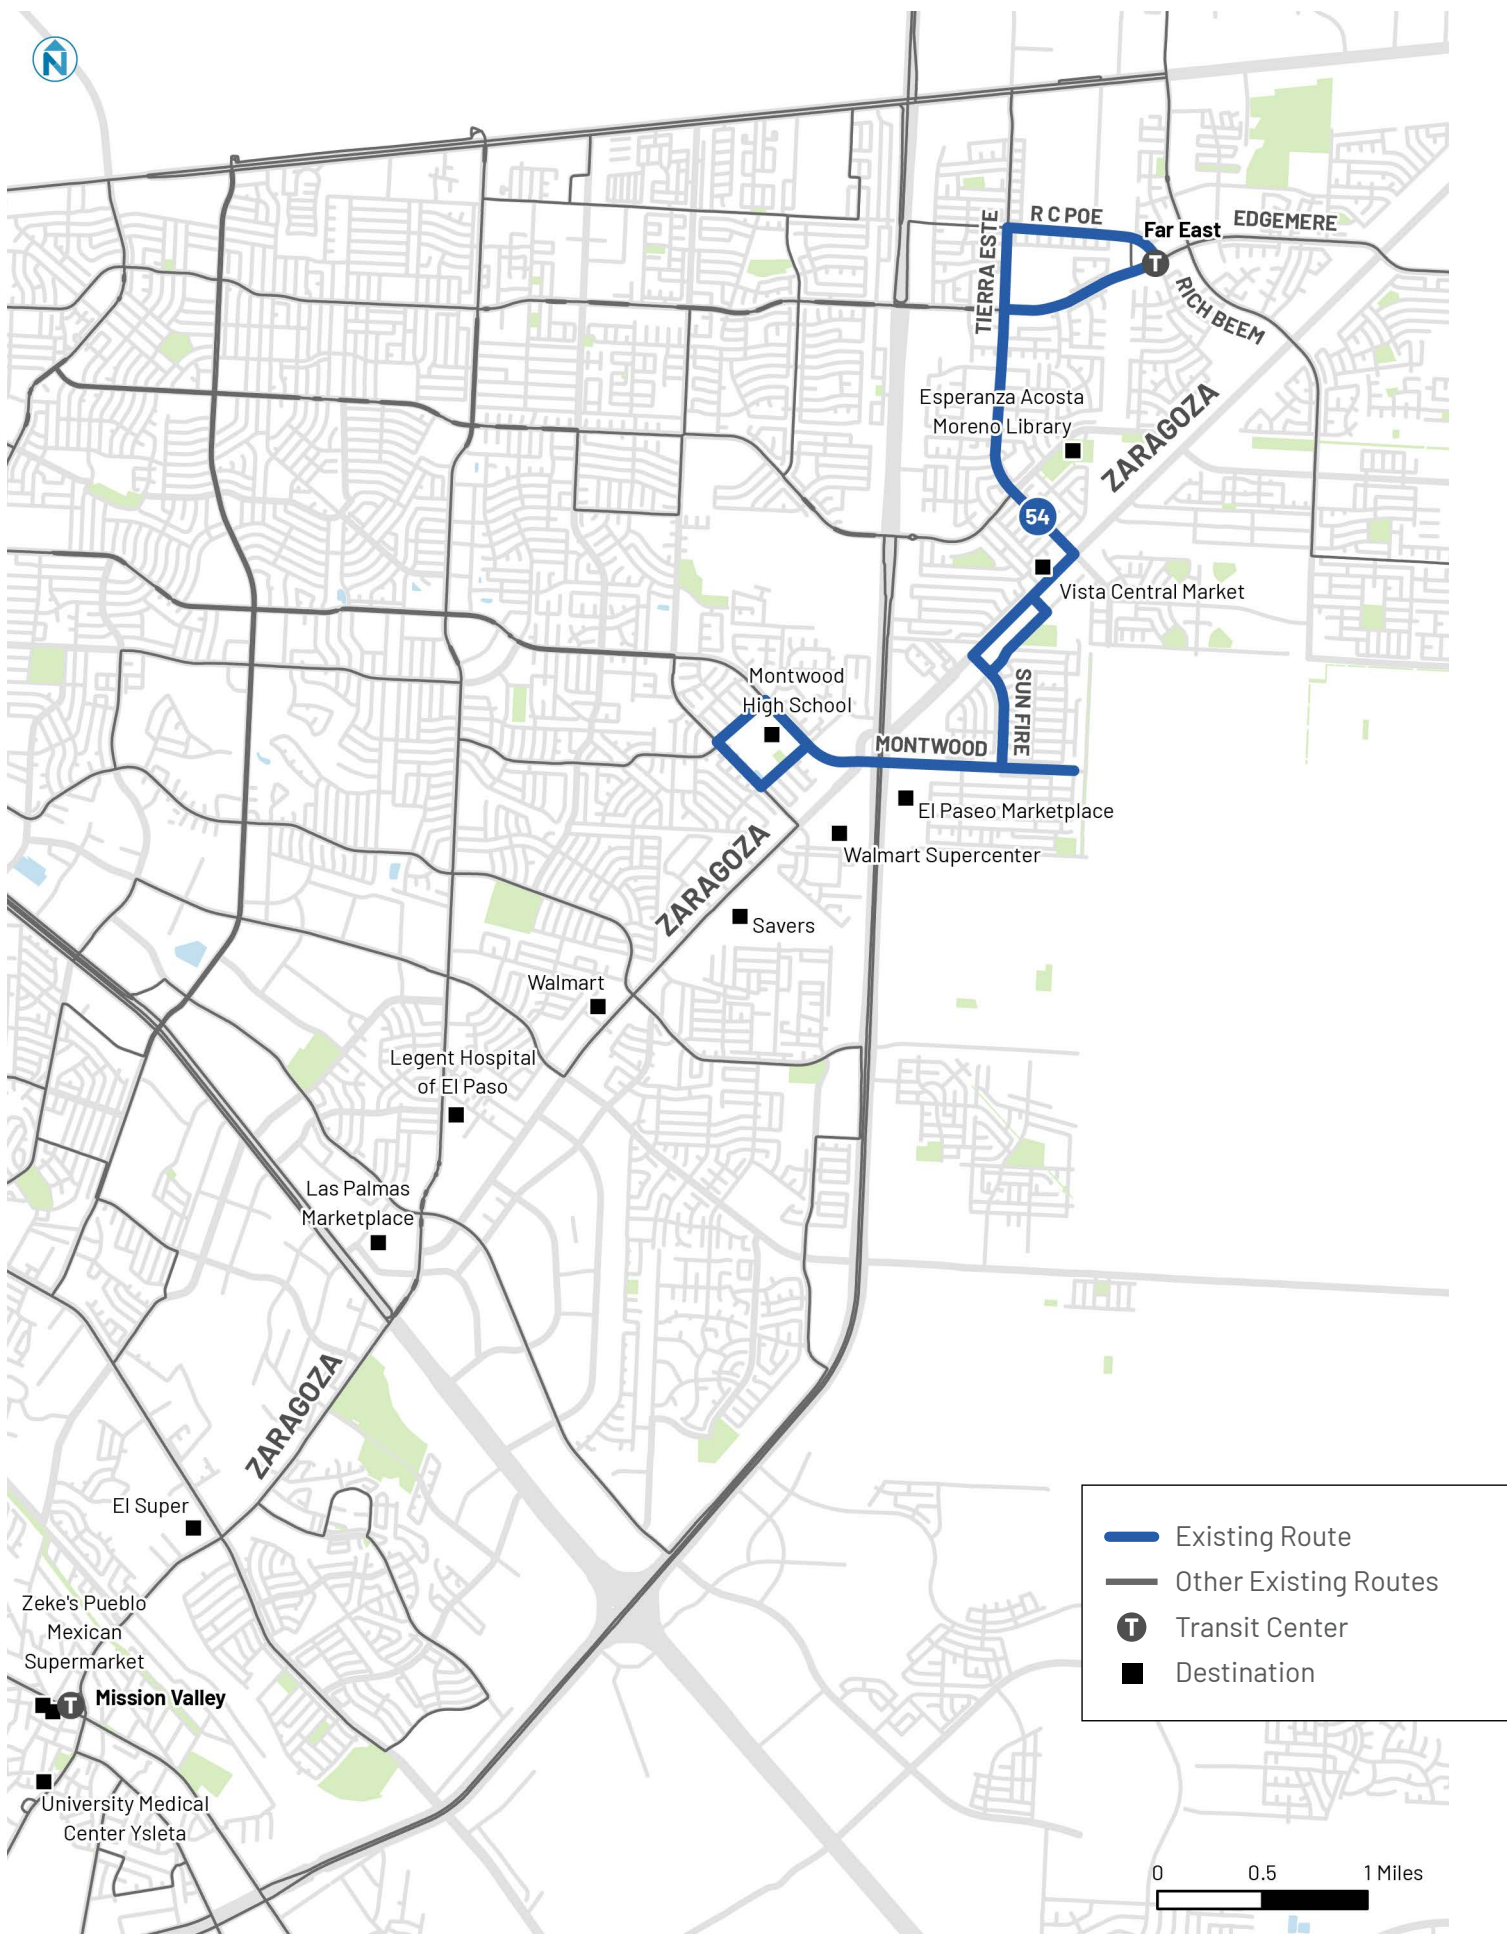 N
R C POE
EDGEMERE
Far East
T
TIERRA ESTE
RICH BEEM
Esperanza Acosta
Moreno Library
ZARAGOZA
54
Vista Central Market
Montwood
High School
SUN FIRE
MONTWOOD
El Paseo Marketplace
Walmart Supercenter
ZARAGOZA
Savers
Walmart
Legent Hospital
of El Paso
Las Palmas
Marketplace
ZARAGOZA
El Super
Zeke's Pueblo
Mexican
Supermarket
T
Mission Valley
University Medical
Center Ysleta
Existing Route
Other Existing Routes
T
Transit Center
Destination
0 0.5 1 Miles